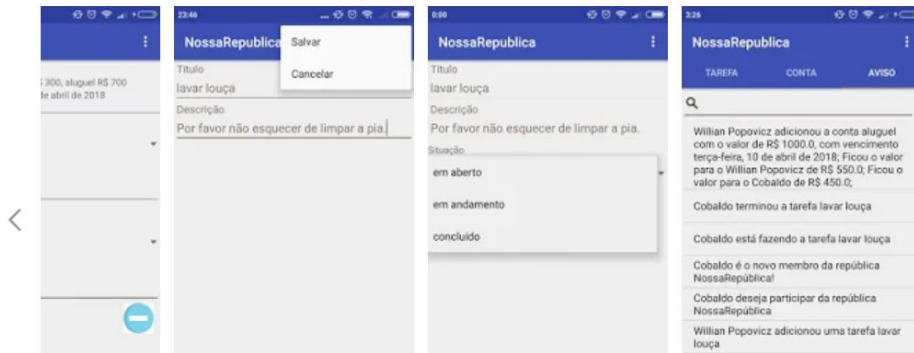 300, aluguel R$ 700
de abril de 2018
23:46
NossaRepublica
Salvar
Cancelar
Título
lavar louça
Descrição
Por favor não esquecer de limpar a pia.
0:00
NossaRepublica
Título
lavar louça
Descrição
Por favor não esquecer de limpar a pia.
Situação
em aberto
em andamento
concluído
3:26
NossaRepublica
TAREFA CONTA AVISO
Willian Popovicz adicionou a conta aluguel
com o valor de R$ 1000.0, com vencimento
terça-feira, 10 de abril de 2018; Ficou o valor
para o Willian Popovicz de R$ 550.0; Ficou o
valor para o Cobaldo de R$ 450.0;
Cobaldo terminou a tarefa lavar louça
Cobaldo está fazendo a tarefa lavar louça
Cobaldo é o novo membro da república
NossaRepública!
Cobaldo deseja participar da república
NossaRepública
Willian Popovicz adicionou uma tarefa lavar
louça